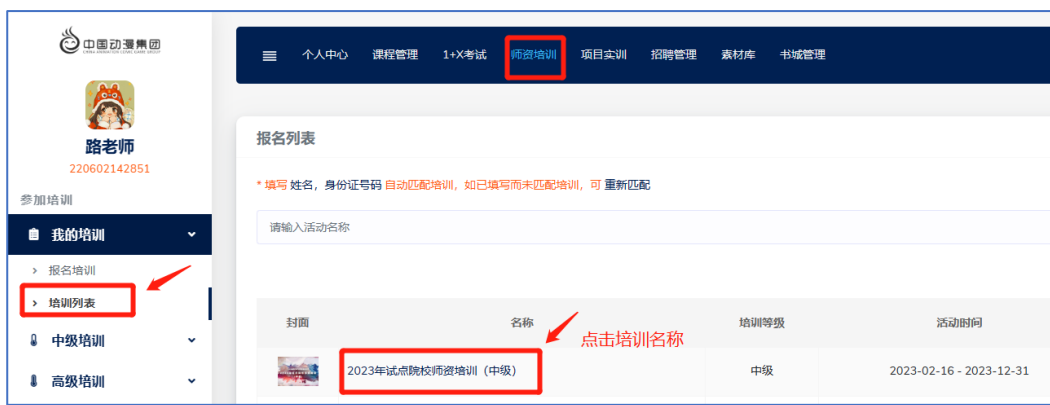 中国动漫集团
个人中心 课程管理 1+X考试 师资培训 项目实训 招聘管理 素材库 书城管理
路老师
220602142851
参加培训
我的培训
报名培训
培训列表
中级培训
高级培训
报名列表
* 填写 姓名，身份证号码 自动匹配培训，如已填写而未匹配培训，可 重新匹配
请输入活动名称
封面 名称 培训等级 活动时间
点击培训名称
2023年试点院校师资培训（中级） 中级 2023-02-16 - 2023-12-31